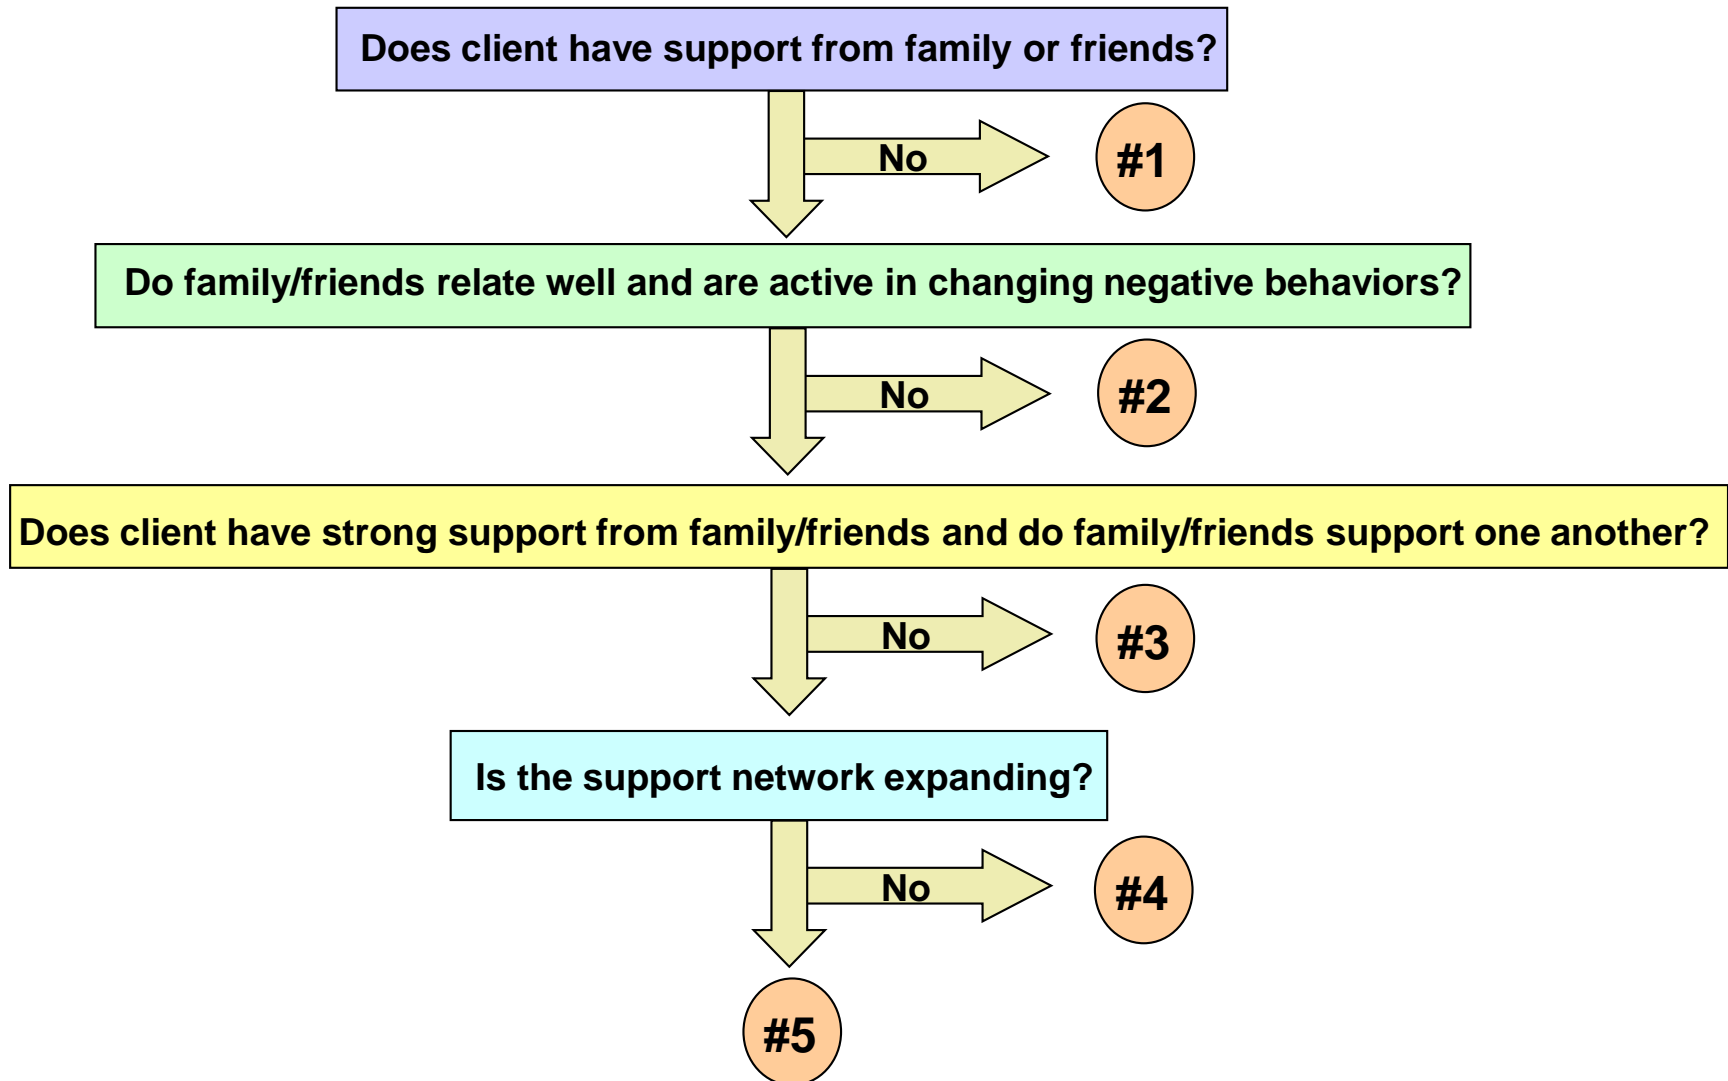 Does client have support from family or friends?
No
#1
Do family/friends relate well and are active in changing negative behaviors?
No
#2
Does client have strong support from family/friends and do family/friends support one another?
No
#3
Is the support network expanding?
No
#4
#5